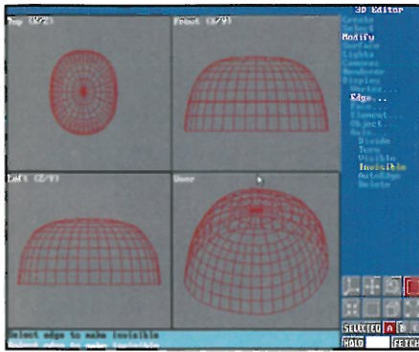 3D Editor
Top (X/Z)
Front (X/Y)
Create
Select
Modify
Surface
Lights
Cameras
Renderer
Display
Vertex...
Edge...
Face...
Element...
Object...
Axis...
Divide
Turn
Visible
Invisible
AutoEdge
Delete
Left (Z/Y)
User
Select edge to make invisible
SELECTED A B
HOLD FETCH